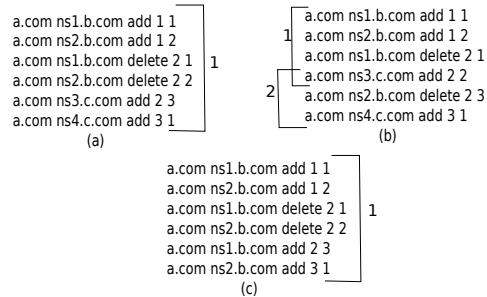 a.com ns1.b.com add 1 1
a.com ns2.b.com add 1 2
a.com ns1.b.com delete 2 1
a.com ns2.b.com delete 2 2
a.com ns3.c.com add 2 3
a.com ns4.c.com add 3 1
1
(a)
a.com ns1.b.com add 1 1
a.com ns2.b.com add 1 2
a.com ns1.b.com delete 2 1
a.com ns3.c.com add 2 2
a.com ns2.b.com delete 2 3
a.com ns4.c.com add 3 1
1
2
(b)
a.com ns1.b.com add 1 1
a.com ns2.b.com add 1 2
a.com ns1.b.com delete 2 1
a.com ns2.b.com delete 2 2
a.com ns1.b.com add 2 3
a.com ns2.b.com add 3 1
1
(c)